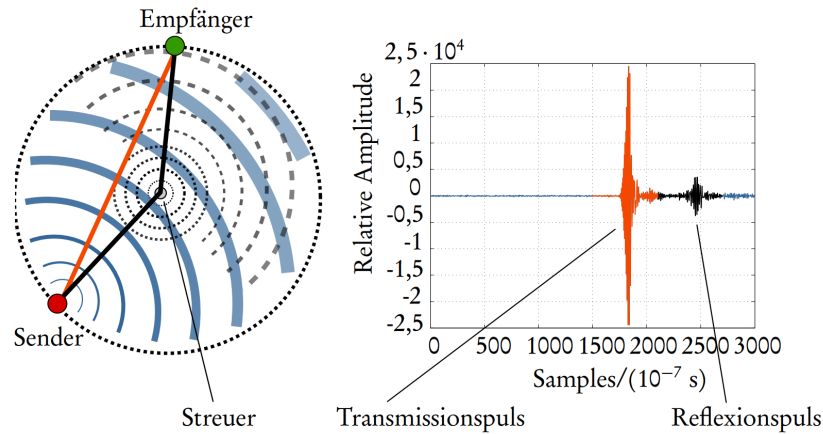 Empfänger
Sender
Streuer
2,5 · 10⁴
2
1,5
1
0,5
0
-0,5
-1
-1,5
-2
-2,5
Relative Amplitude
0 500 1000 1500 2000 2500 3000
Samples/(10⁻⁷ s)
Transmissionspuls
Reflexionspuls